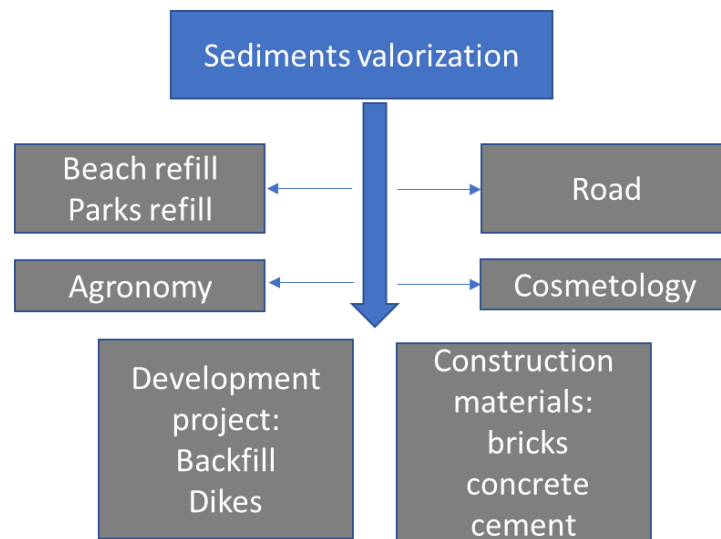 Sediments valorization
Beach refill
Parks refill
Road
Agronomy
Cosmetology
Development
project:
Backfill
Dikes
Construction
materials:
bricks
concrete
cement